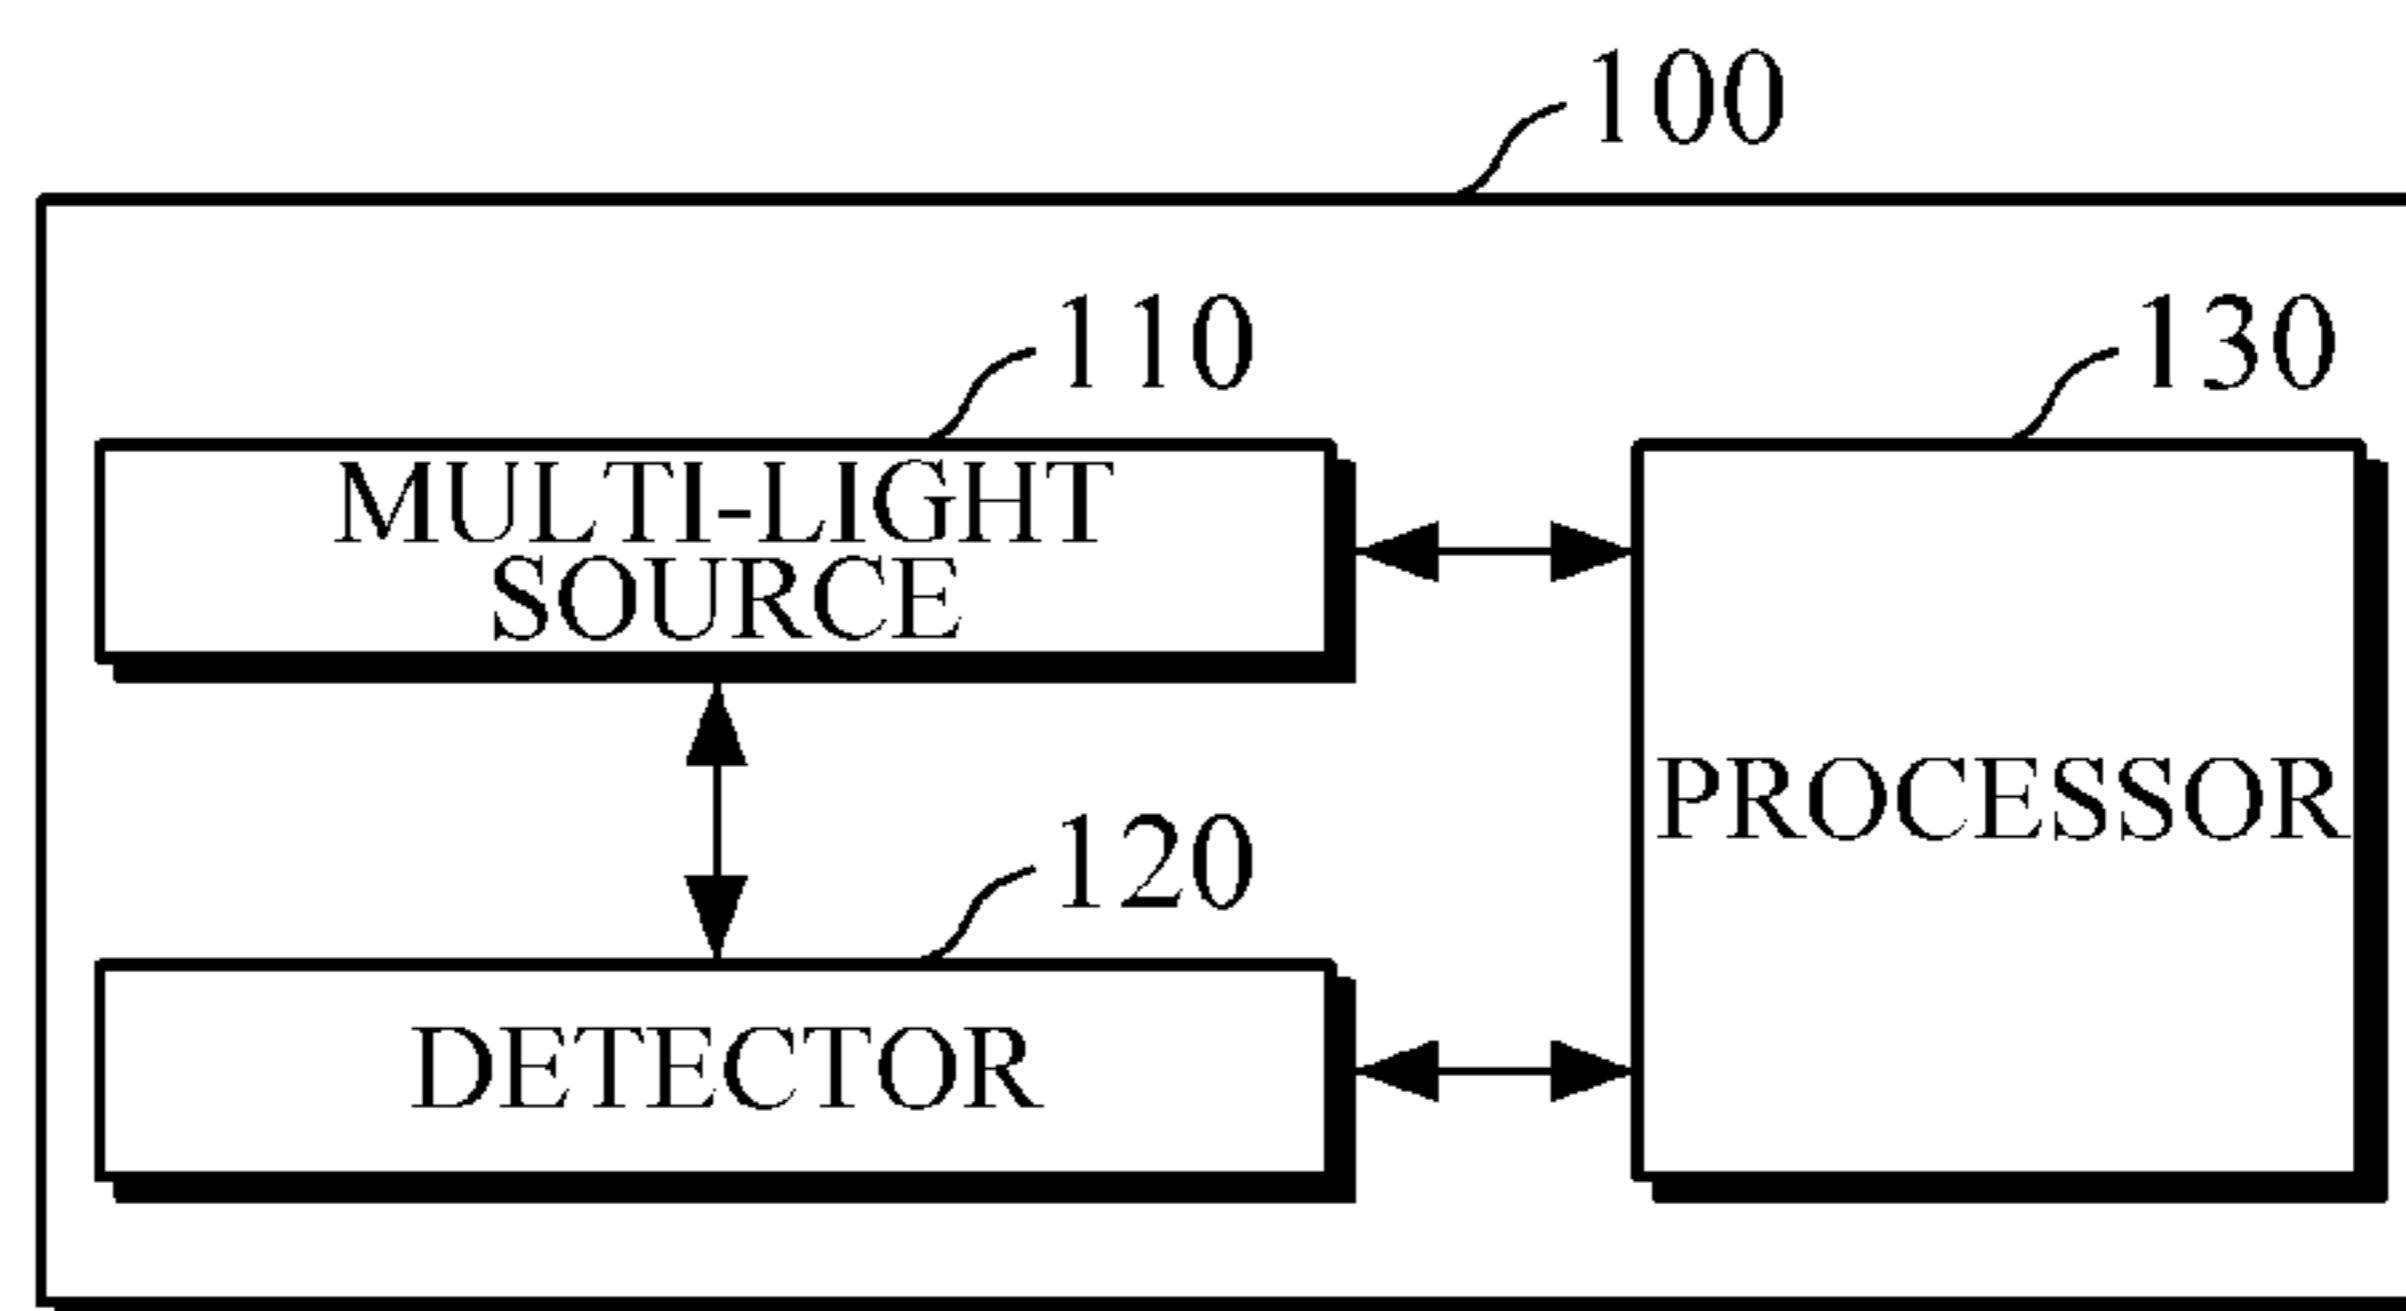 100
110
130
MULTI-LIGHT
SOURCE
PROCESSOR
120
DETECTOR